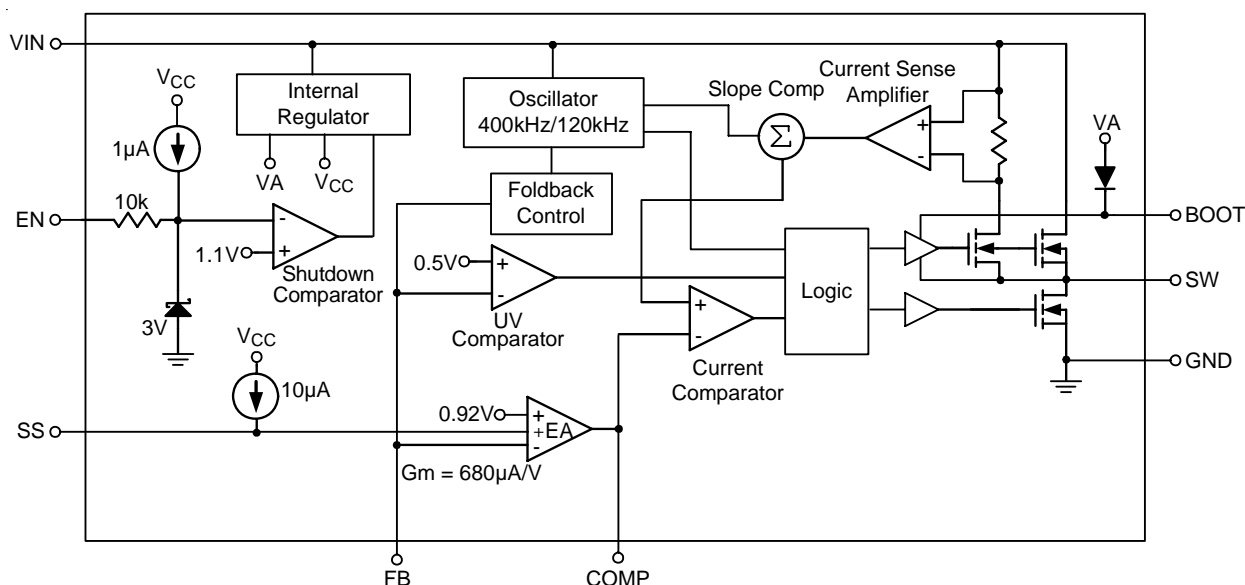 VIN
VCC
1µA
Internal
Regulator
VA
VCC
Oscillator
400kHz/120kHz
Foldback
Control
Slope Comp
Σ
Current Sense
Amplifier
+
-
VA
EN
10k
-
+
1.1V
Shutdown
Comparator
3V
0.5V
+
-
UV
Comparator
Logic
+
-
Current
Comparator
BOOT
SW
GND
VCC
10µA
SS
0.92V
+
+EA
-
Gm = 680µA/V
FB
COMP